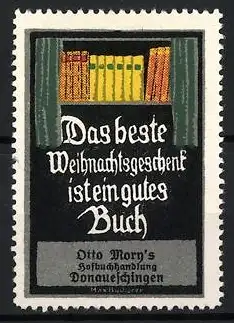 Das beste
Weihnachtsgeschenk
ist ein gutes
Buch
Otto Mory's
Hofbuchhandlung
Donaueschingen